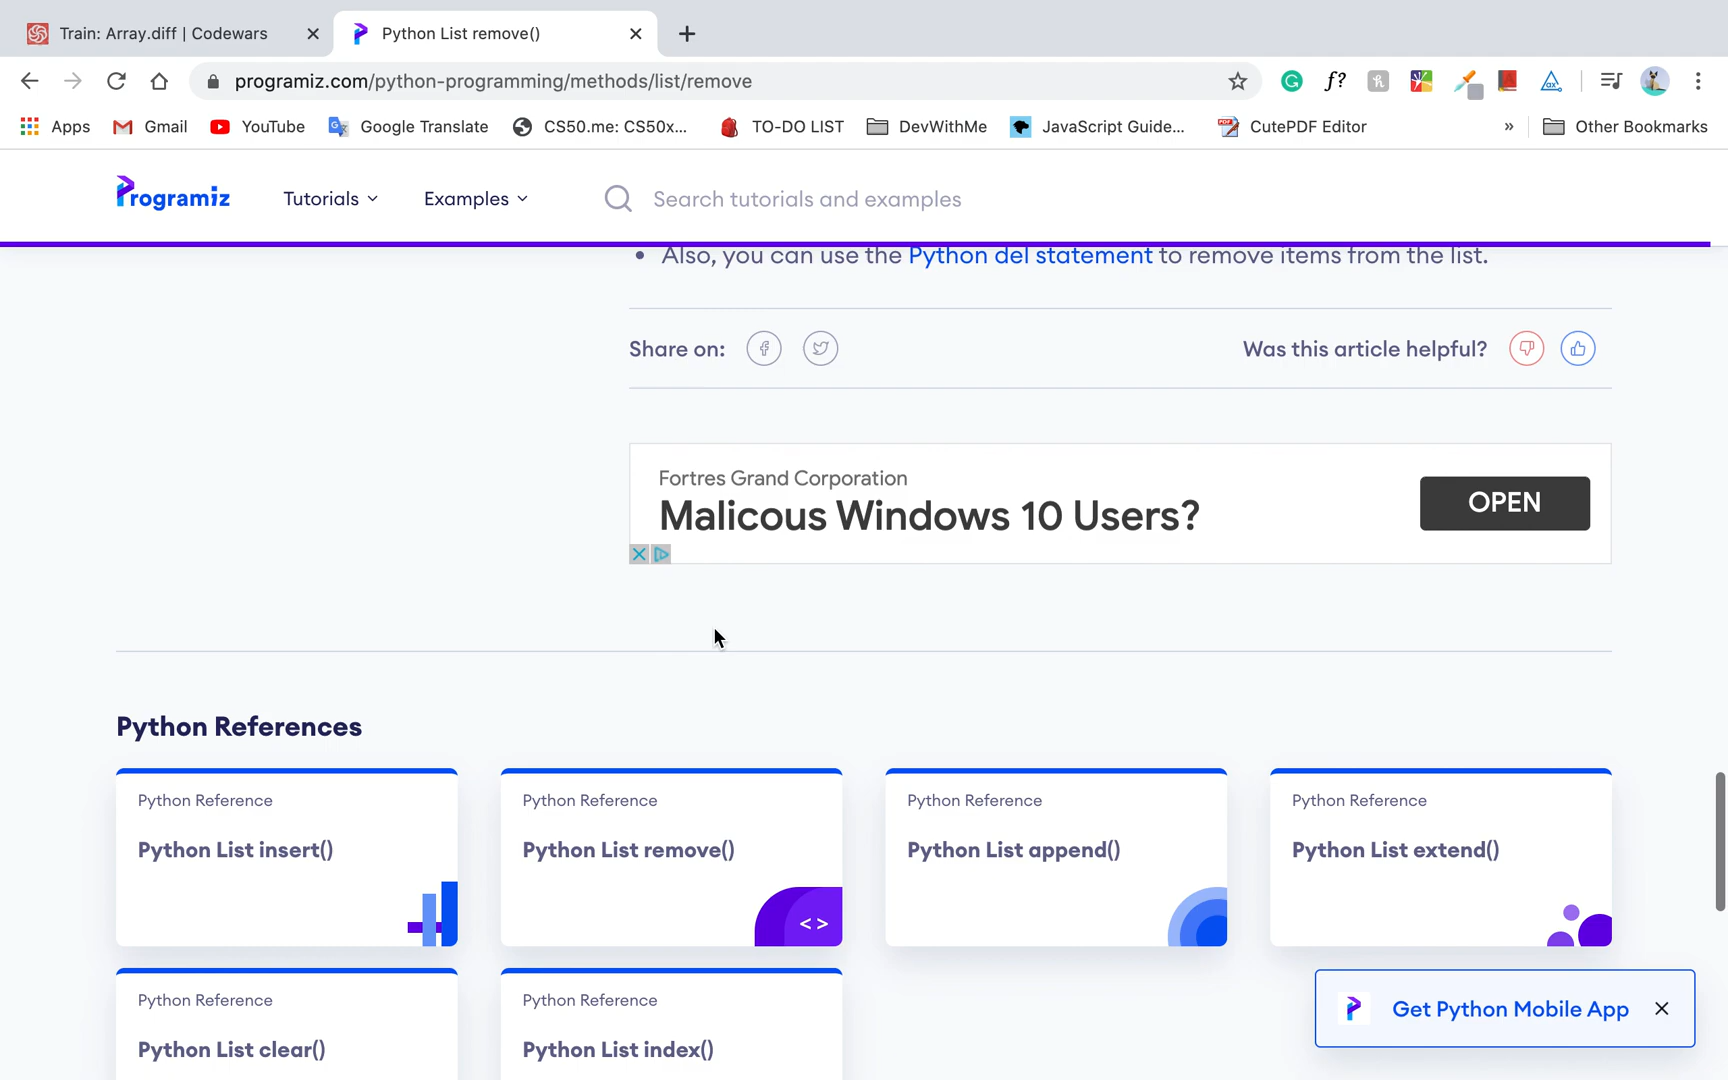 Train: Array.diff | Codewars
Python List remove()
programiz.com/python-programming/methods/list/remove
f?
Apps
Gmail
YouTube
Google Translate
CS50.me: CS50x...
TO-DO LIST
DevWithMe
JavaScript Guide...
CutePDF Editor
»
Other Bookmarks
Programiz
Tutorials
Examples
Search tutorials and examples
• Also, you can use the Python del statement to remove items from the list.
Share on:
Was this article helpful?
Fortres Grand Corporation
Malicous Windows 10 Users?
OPEN
Python References
Python Reference
Python List insert()
Python Reference
Python List remove()
< >
Python Reference
Python List append()
Python Reference
Python List extend()
Python Reference
Python List clear()
Python Reference
Python List index()
Get Python Mobile App